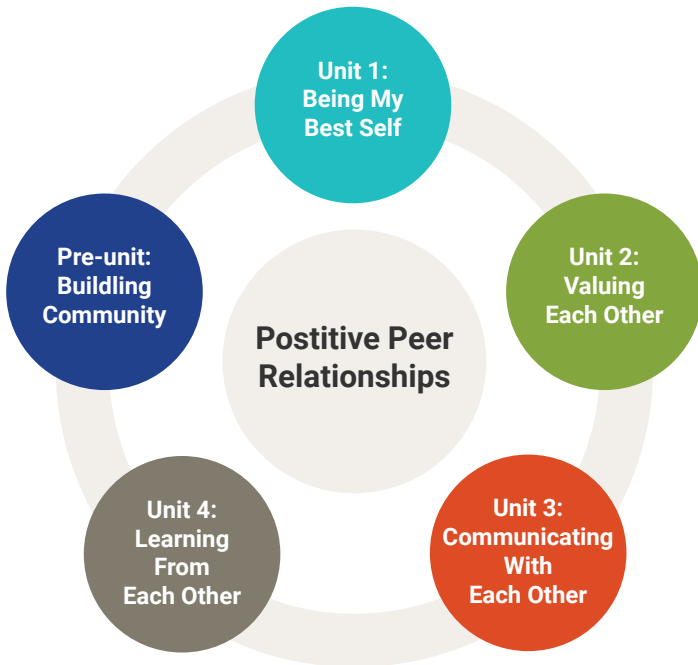 Unit 1:
Being My
Best Self
Pre-unit:
Buildling
Community
Unit 2:
Valuing
Each Other
Postitive Peer
Relationships
Unit 4:
Learning
From
Each Other
Unit 3:
Communicating
With
Each Other